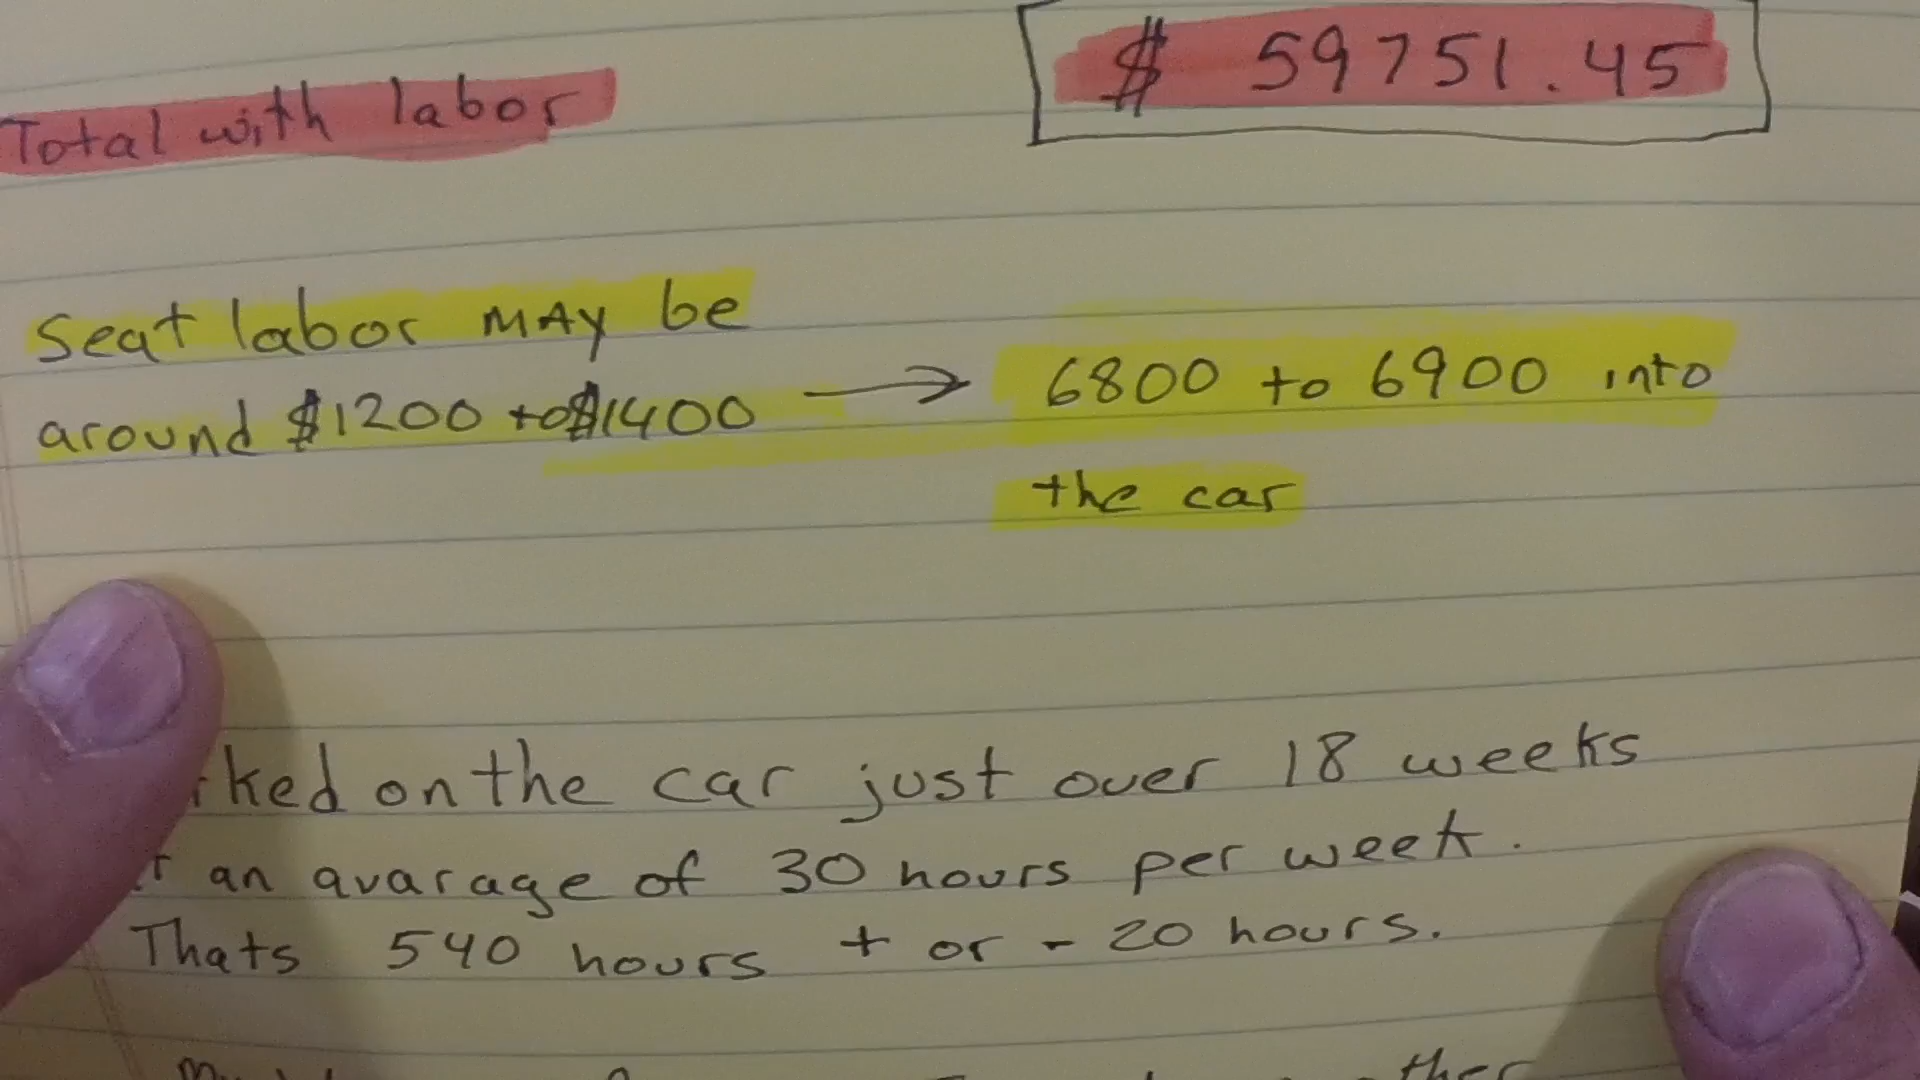 $ 59751.45
Total with labor
Seat labor MAY be
around $1200 to $1400 → 6800 to 6900 into
the car
on the car just over 18 weeks
an avarage of 30 hours per week.
Thats 540 hours + or - 20 hours.